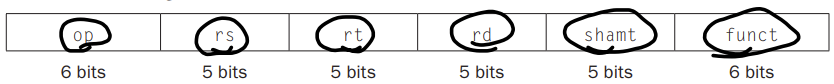 op rs rt rd shamt funct
6 bits 5 bits 5 bits 5 bits 5 bits 6 bits